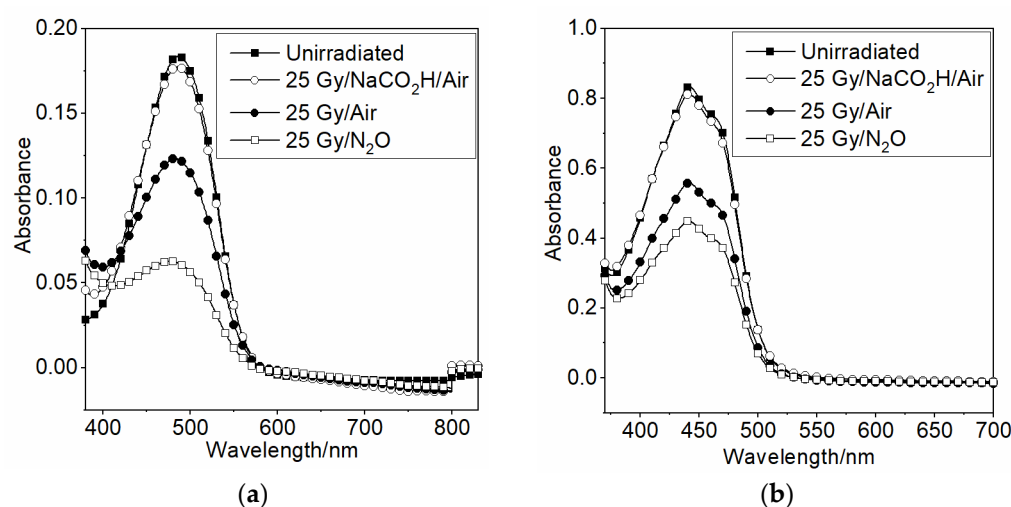 0.20
0.15
0.10
0.05
0.00
Absorbance
400 500 600 700 800
Wavelength/nm
Unirradiated
25 Gy/NaCO₂H/Air
25 Gy/Air
25 Gy/N₂O
(a)
1.0
0.8
0.6
0.4
0.2
0.0
Absorbance
400 450 500 550 600 650 700
Wavelength/nm
Unirradiated
25 Gy/NaCO₂H/Air
25 Gy/Air
25 Gy/N₂O
(b)